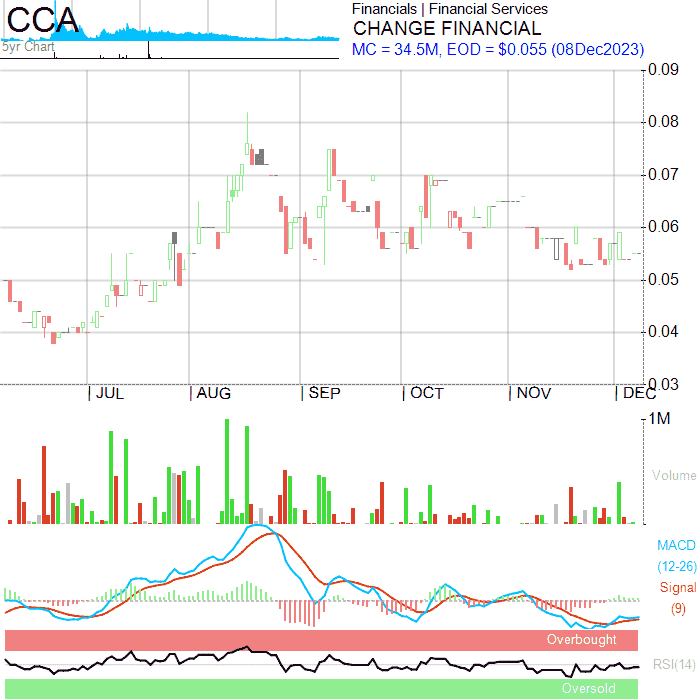 CCA
5yr Chart
Financials | Financial Services
CHANGE FINANCIAL
MC = 34.5M, EOD = $0.055 (08Dec2023)
0.09
0.08
0.07
0.06
0.05
0.04
0.03
JUL AUG SEP OCT NOV DEC
1M
Volume
MACD
(12-26)
Signal
(9)
Overbought
RSI(14)
Oversold